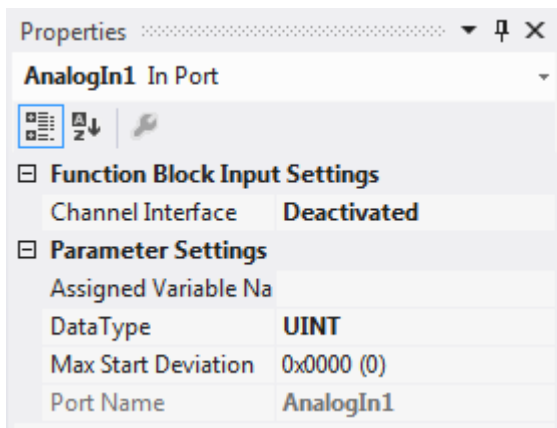 Properties
AnalogIn1 In Port
Function Block Input Settings
Channel Interface Deactivated
Parameter Settings
Assigned Variable Na
DataType UINT
Max Start Deviation 0x0000 (0)
Port Name AnalogIn1